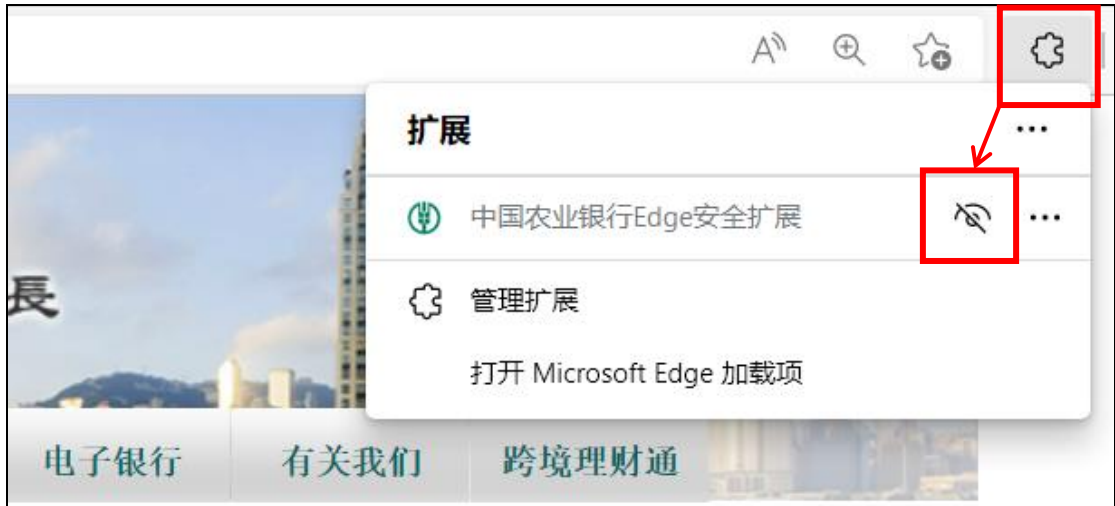 扩展
中国农业银行Edge安全扩展
管理扩展
打开 Microsoft Edge 加载项
長
电子银行
有关我们
跨境理财通